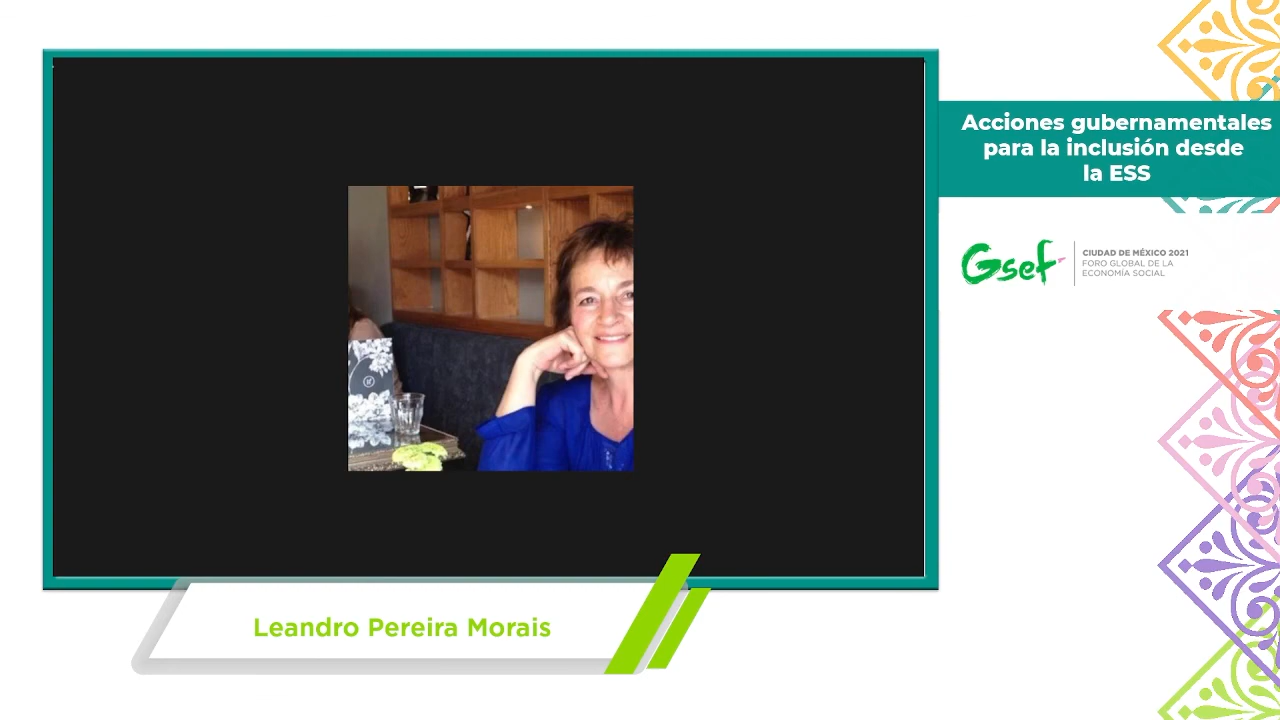 Acciones gubernamentales
para la inclusión desde
la ESS
Gsef
CIUDAD DE MÉXICO 2021
FORO GLOBAL DE LA
ECONOMÍA SOCIAL
Leandro Pereira Morais